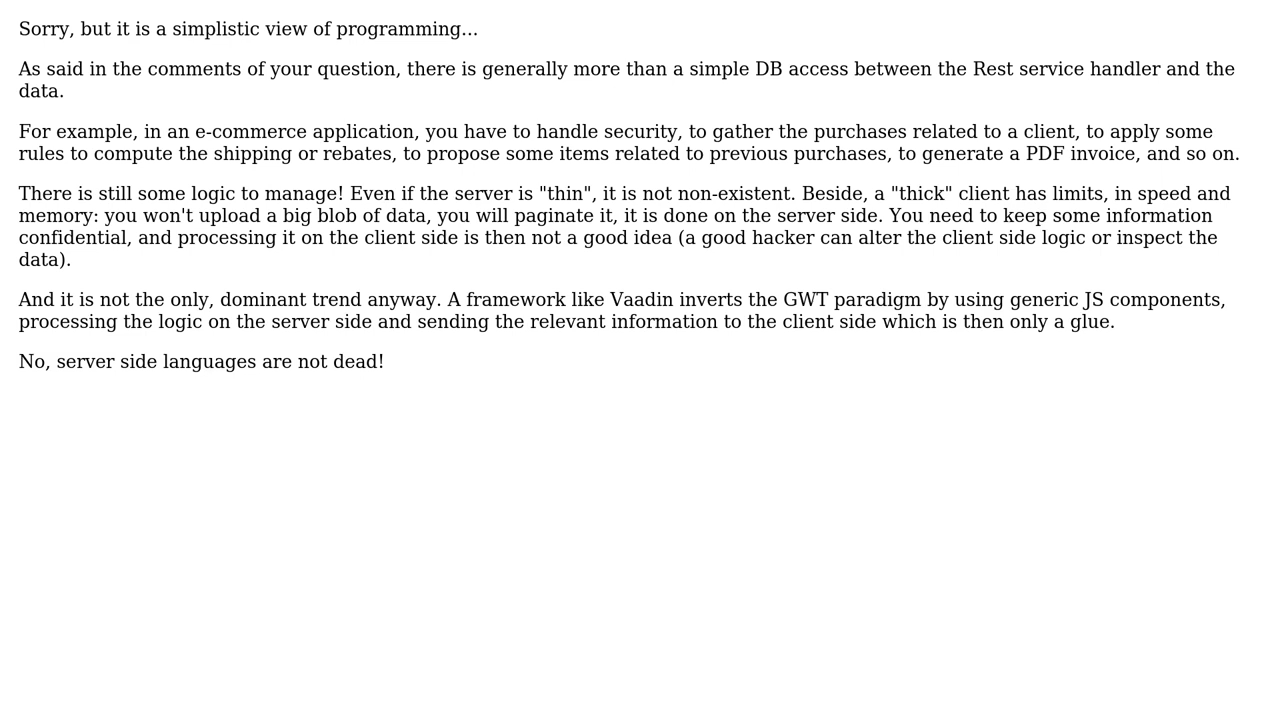 Sorry, but it is a simplistic view of programming...
As said in the comments of your question, there is generally more than a simple DB access between the Rest service handler and the
data.
For example, in an e-commerce application, you have to handle security, to gather the purchases related to a client, to apply some
rules to compute the shipping or rebates, to propose some items related to previous purchases, to generate a PDF invoice, and so on.
There is still some logic to manage! Even if the server is "thin", it is not non-existent. Beside, a "thick" client has limits, in speed and
memory: you won't upload a big blob of data, you will paginate it, it is done on the server side. You need to keep some information
confidential, and processing it on the client side is then not a good idea (a good hacker can alter the client side logic or inspect the
data).
And it is not the only, dominant trend anyway. A framework like Vaadin inverts the GWT paradigm by using generic JS components,
processing the logic on the server side and sending the relevant information to the client side which is then only a glue.
No, server side languages are not dead!